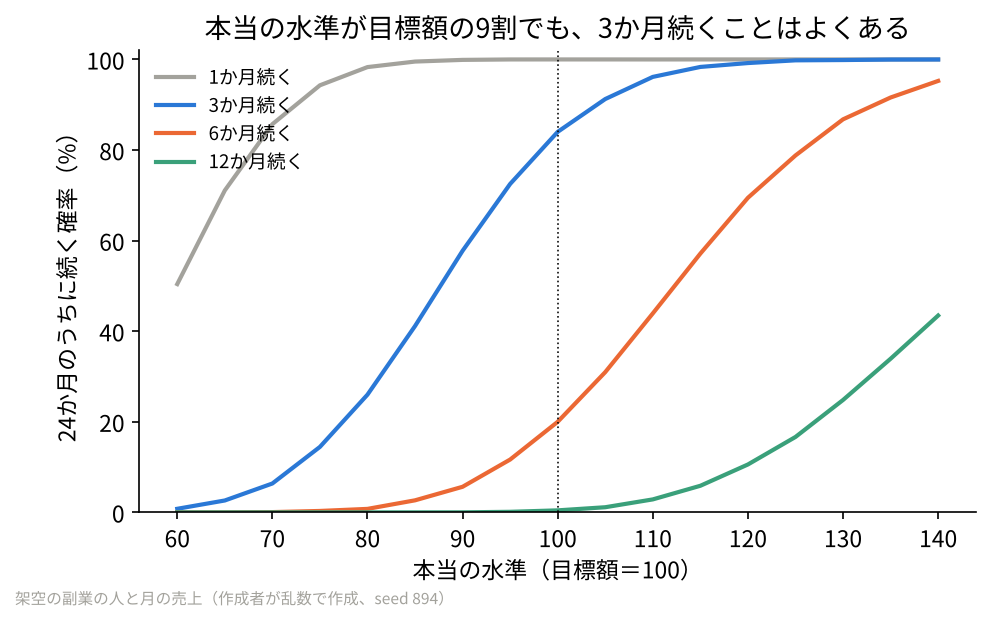 本当の水準が目標額の9割でも、3か月続くことはよくある
1か月続く
3か月続く
6か月続く
12か月続く
24か月のうちに続く確率（%）
100
80
60
40
20
0
60 70 80 90 100 110 120 130 140
本当の水準（目標額＝100）
架空の副業の人と月の売上（作成者が乱数で作成、seed 894）